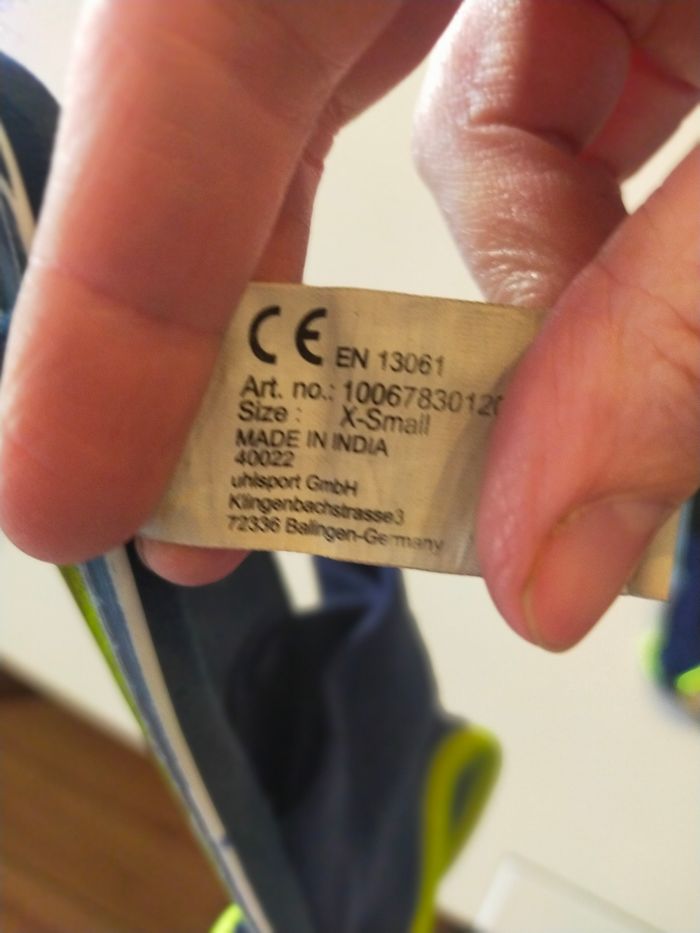 CE EN 13061
Art. no.: 1006783012
Size : X-Small
MADE IN INDIA
40022
uhlsport GmbH
Klingenbachstrasse3
72336 Balingen-Germany